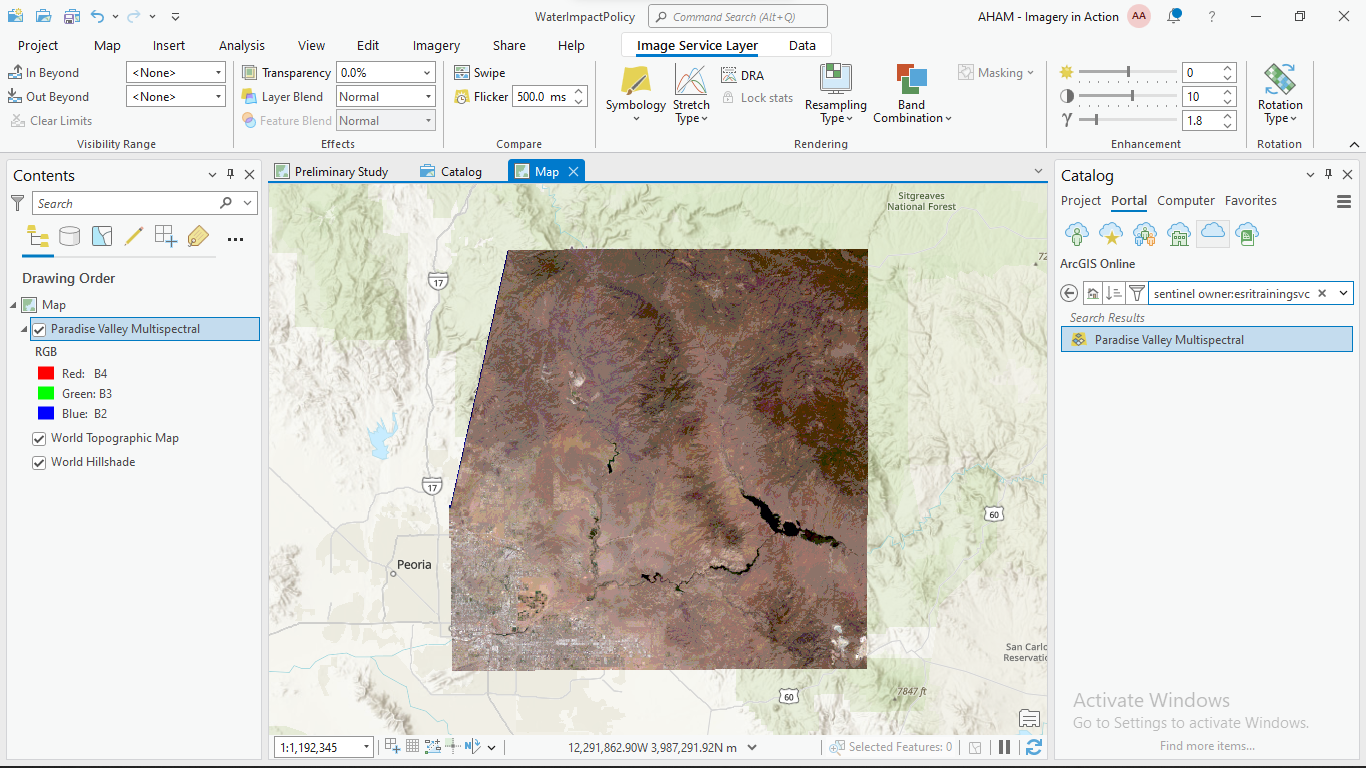 WaterImpactPolicy
Command Search (Alt+Q)
AHAM - Imagery in Action
AA
?
Project
Map
Insert
Analysis
View
Edit
Imagery
Share
Help
Image Service Layer
Data
In Beyond
<None>
Out Beyond
<None>
Clear Limits
Visibility Range
Transparency
0.0%
Layer Blend
Normal
Feature Blend
Normal
Effects
Swipe
Flicker
500.0 ms
Compare
Symbology
Stretch
Type
DRA
Lock stats
Resampling
Type
Band
Combination
Masking
Rendering
0
10
γ
1.8
Enhancement
Rotation
Type
Rotation
Contents
Search
Drawing Order
Map
Paradise Valley Multispectral
RGB
Red: B4
Green: B3
Blue: B2
World Topographic Map
World Hillshade
Preliminary Study
Catalog
Map
Sitgreaves
National Forest
72
17
17
60
Peoria
San Carlo
Reservatio
7847 ft
60
1:1,192,345
12,291,862.90W 3,987,291.92N m
Selected Features: 0
Catalog
Project
Portal
Computer
Favorites
ArcGIS Online
sentinel owner:esritrainingsvc
Search Results
Paradise Valley Multispectral
Activate Windows
Go to Settings to activate Windows.
Find more items...